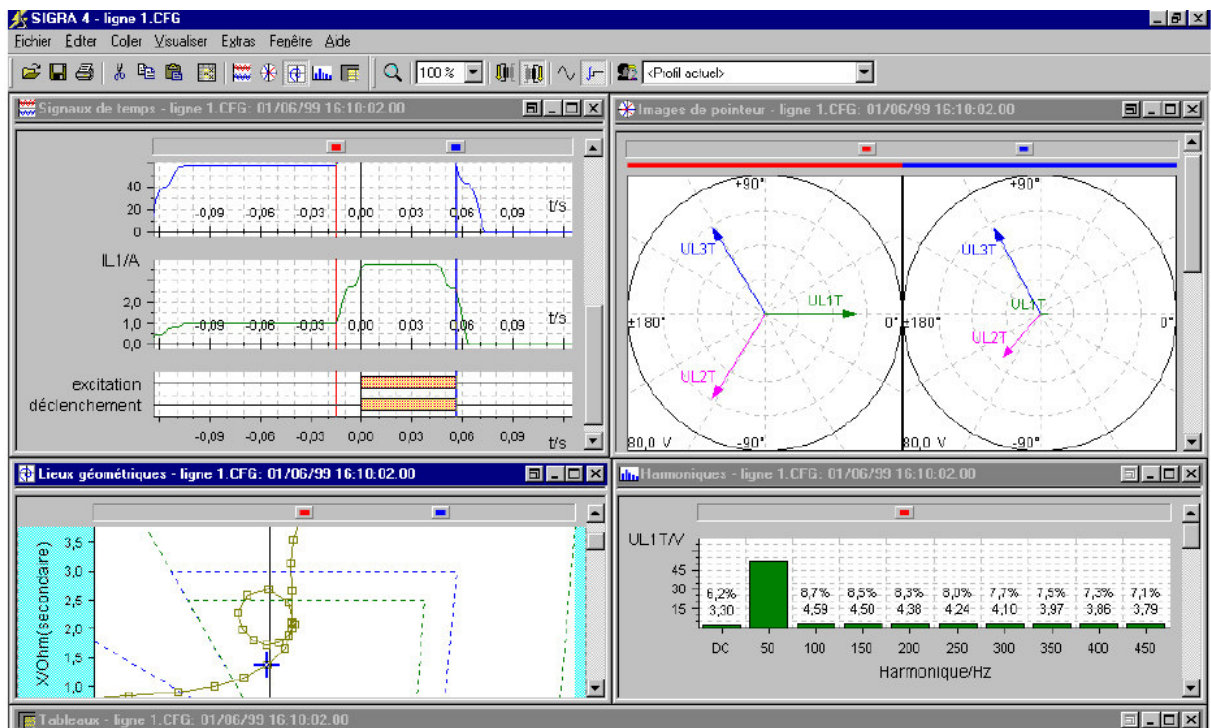 SIGRA 4 - ligne 1.CFG
Fichier Editer Coller Visualiser Extras Fenêtre Aide
100 % <Profil actuel>
Signaux de temps - ligne 1.CFG: 01/06/99 16:10:02.00
40
20
0
-0,09 -0,06 -0,03 0,00 0,03 0,06 0,09 t/s
IL1/A
2,0
1,0
0,0
-0,09 -0,06 -0,03 0,00 0,03 0,06 0,09 t/s
excitation
déclenchement
-0,09 -0,06 -0,03 0,00 0,03 0,06 0,09 t/s
Images de pointeur - ligne 1.CFG: 01/06/99 16:10:02.00
+90° +90°
UL3T UL3T
UL1T UL1T
±180° 0° ±180° 0°
UL2T UL2T
80,0 V -90° 80,0 V -90°
Lieux géométriques - ligne 1.CFG: 01/06/99 16:10:02.00
X/Ohm(secondaire)
3,5
3,0
2,5
2,0
1,5
1,0
Harmoniques - ligne 1.CFG: 01/06/99 16:10:02.00
UL1T/V
45
30
15
6,2% 8,7% 8,5% 8,3% 8,0% 7,7% 7,5% 7,3% 7,1%
3,30 4,59 4,50 4,38 4,24 4,10 3,97 3,86 3,79
DC 50 100 150 200 250 300 350 400 450
Harmonique/Hz
Tableaux - ligne 1.CFG: 01/06/99 16:10:02.00